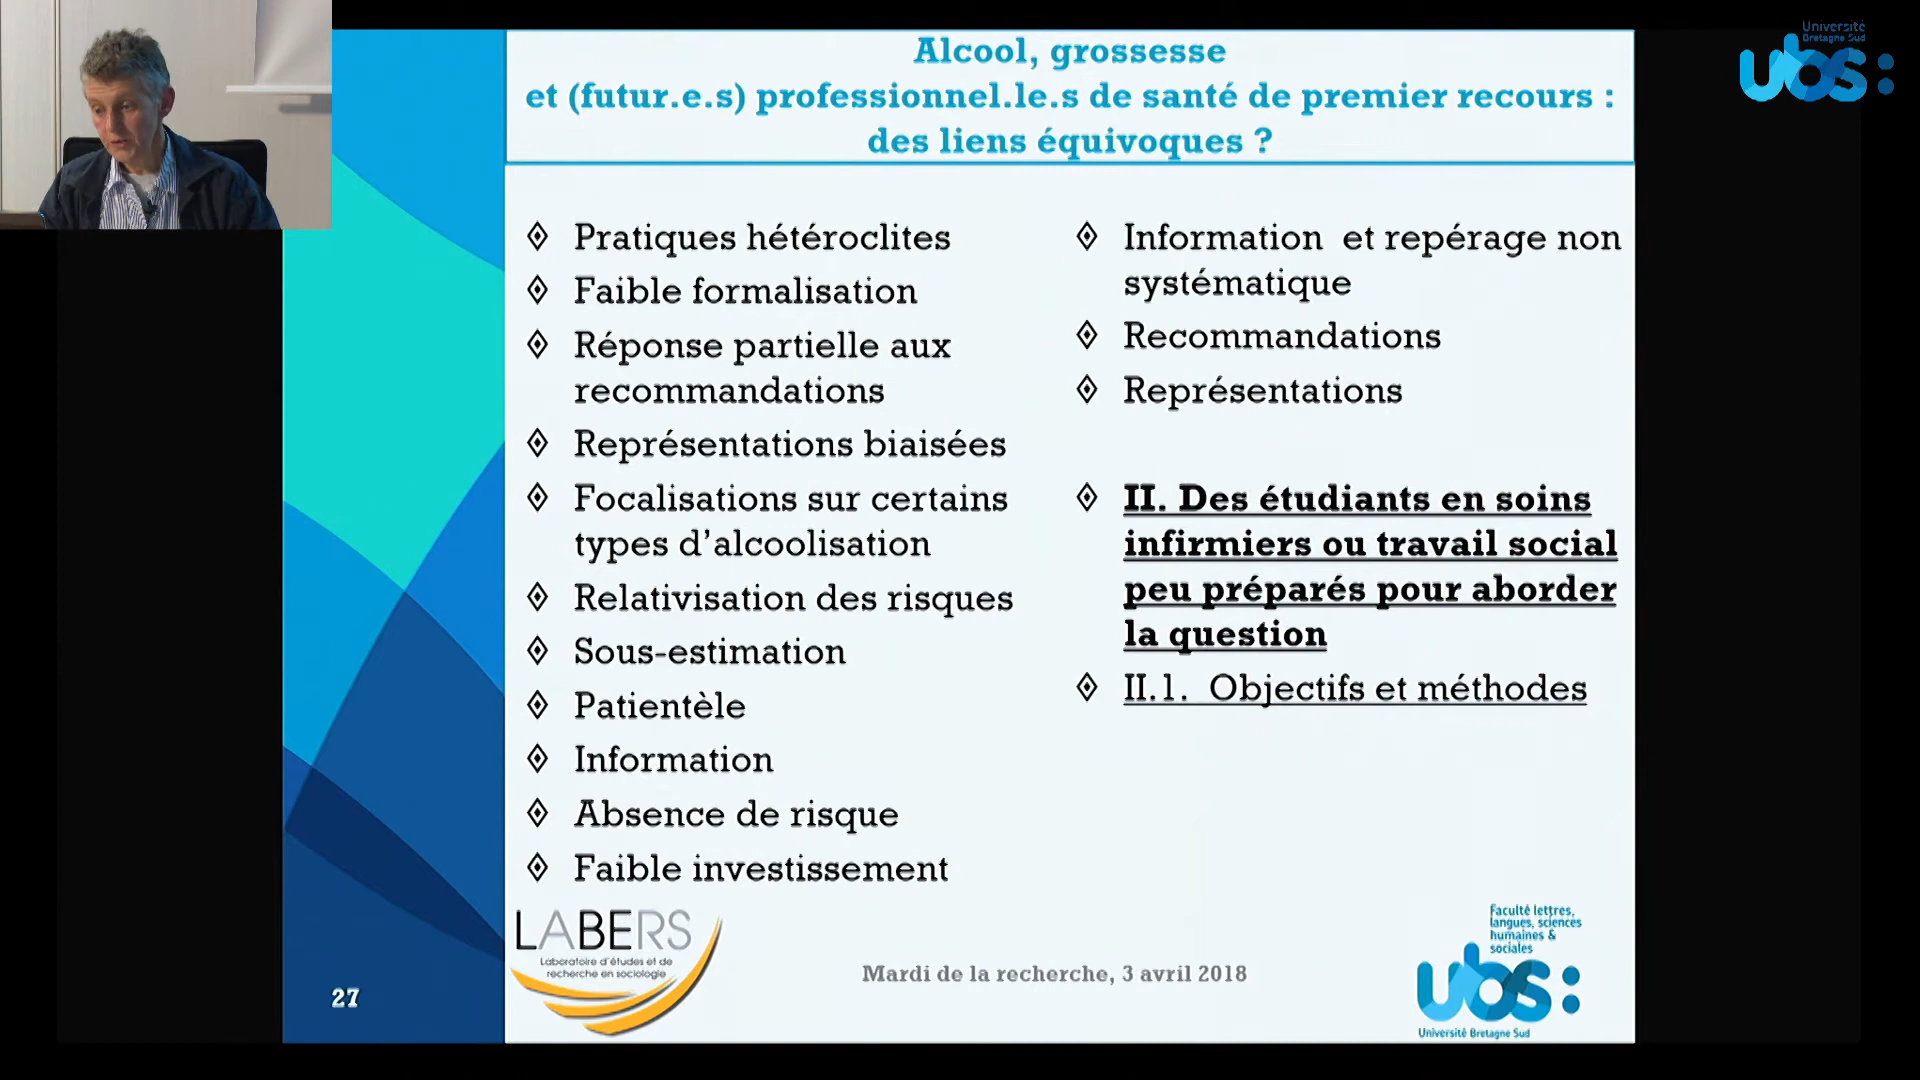 Alcool, grossesse
et (futur.e.s) professionnel.le.s de santé de premier recours :
des liens équivoques ?
Université
Bretagne Sud
ubs:
Pratiques hétéroclites
Faible formalisation
Réponse partielle aux
recommandations
Représentations biaisées
Focalisations sur certains
types d’alcoolisation
Relativisation des risques
Sous-estimation
Patientèle
Information
Absence de risque
Faible investissement
Information et repérage non
systématique
Recommandations
Représentations
II. Des étudiants en soins
infirmiers ou travail social
peu préparés pour aborder
la question
II.1. Objectifs et méthodes
LABERS
Laboratoire d'études et de
recherche en sociologie
Mardi de la recherche, 3 avril 2018
Faculté lettres,
langues, sciences
humaines &
sociales
ubs:
Université Bretagne Sud
27